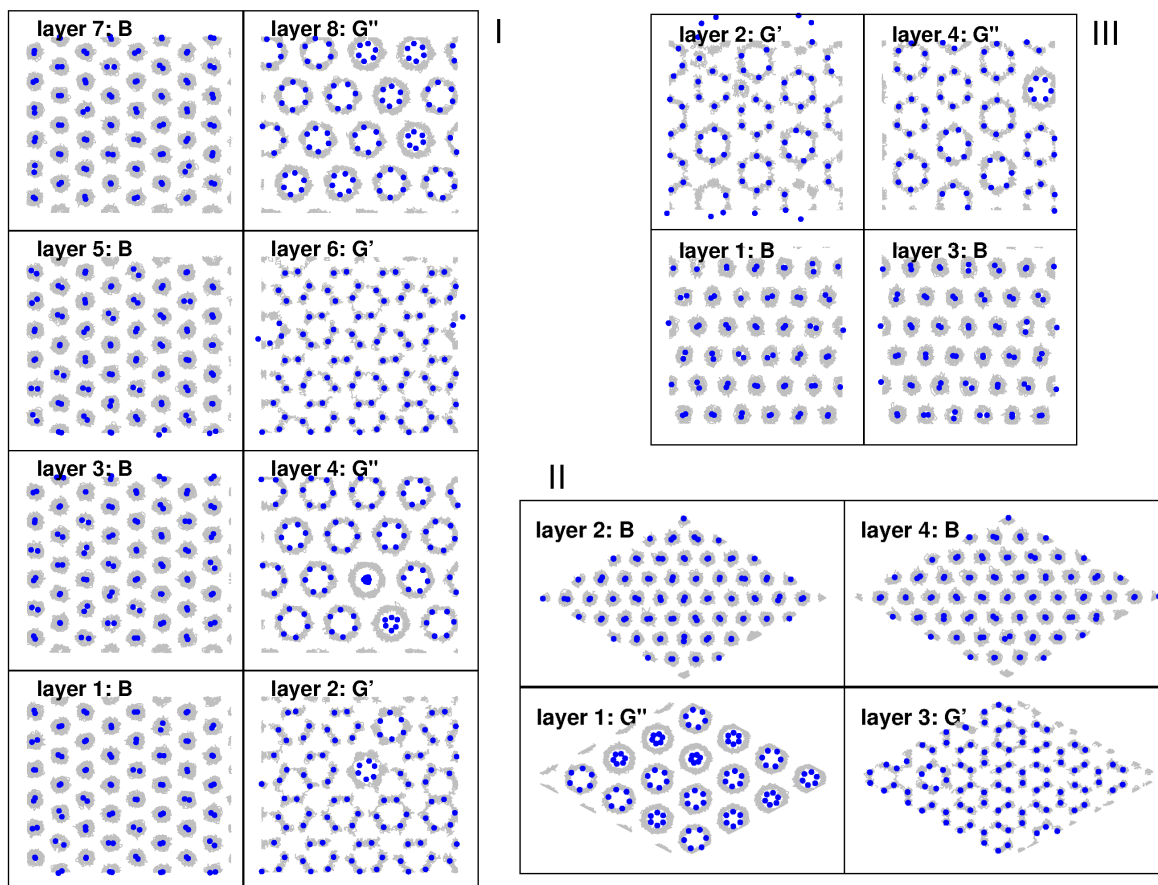 layer 7: B
layer 8: G"
I
layer 5: B
layer 6: G'
layer 3: B
layer 4: G"
layer 1: B
layer 2: G'
layer 2: G'
layer 4: G"
III
layer 1: B
layer 3: B
II
layer 2: B
layer 4: B
layer 1: G"
layer 3: G'